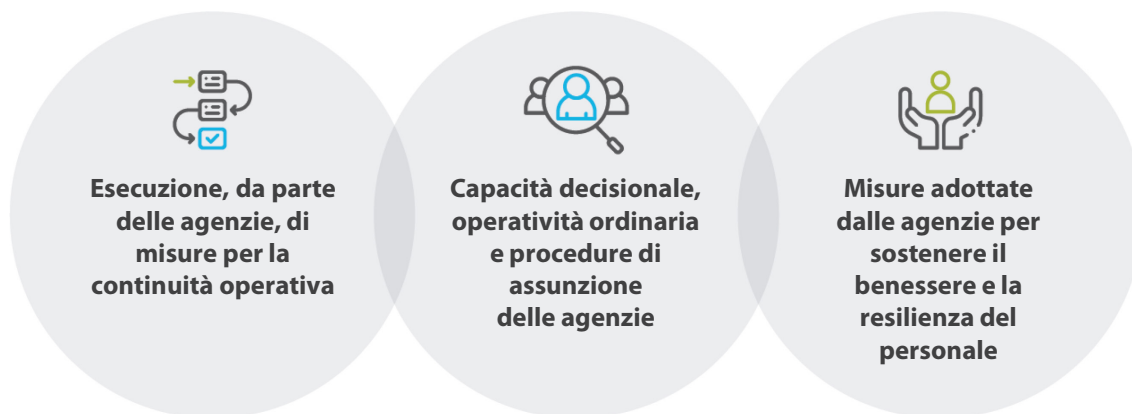 Esecuzione, da parte
delle agenzie, di
misure per la
continuità operativa
Capacità decisionale,
operatività ordinaria
e procedure di
assunzione
delle agenzie
Misure adottate
dalle agenzie per
sostenere il
benessere e la
resilienza del
personale